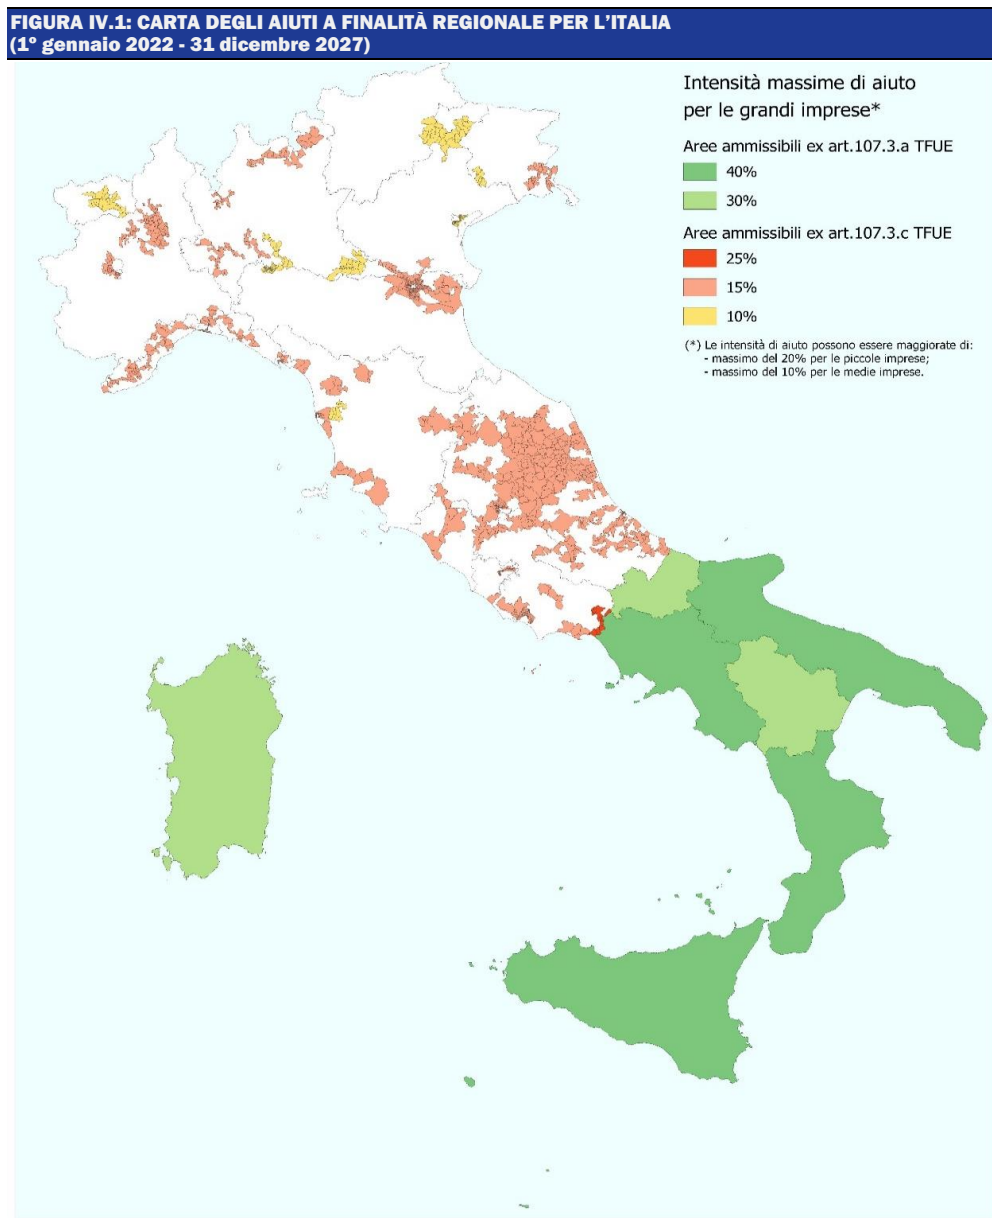 FIGURA IV.1: CARTA DEGLI AIUTI A FINALITÀ REGIONALE PER L’ITALIA
(1° gennaio 2022 - 31 dicembre 2027)
Intensità massime di aiuto
per le grandi imprese*
Aree ammissibili ex art.107.3.a TFUE
40%
30%
Aree ammissibili ex art.107.3.c TFUE
25%
15%
10%
(*) Le intensità di aiuto possono essere maggiorate di:
- massimo del 20% per le piccole imprese;
- massimo del 10% per le medie imprese.